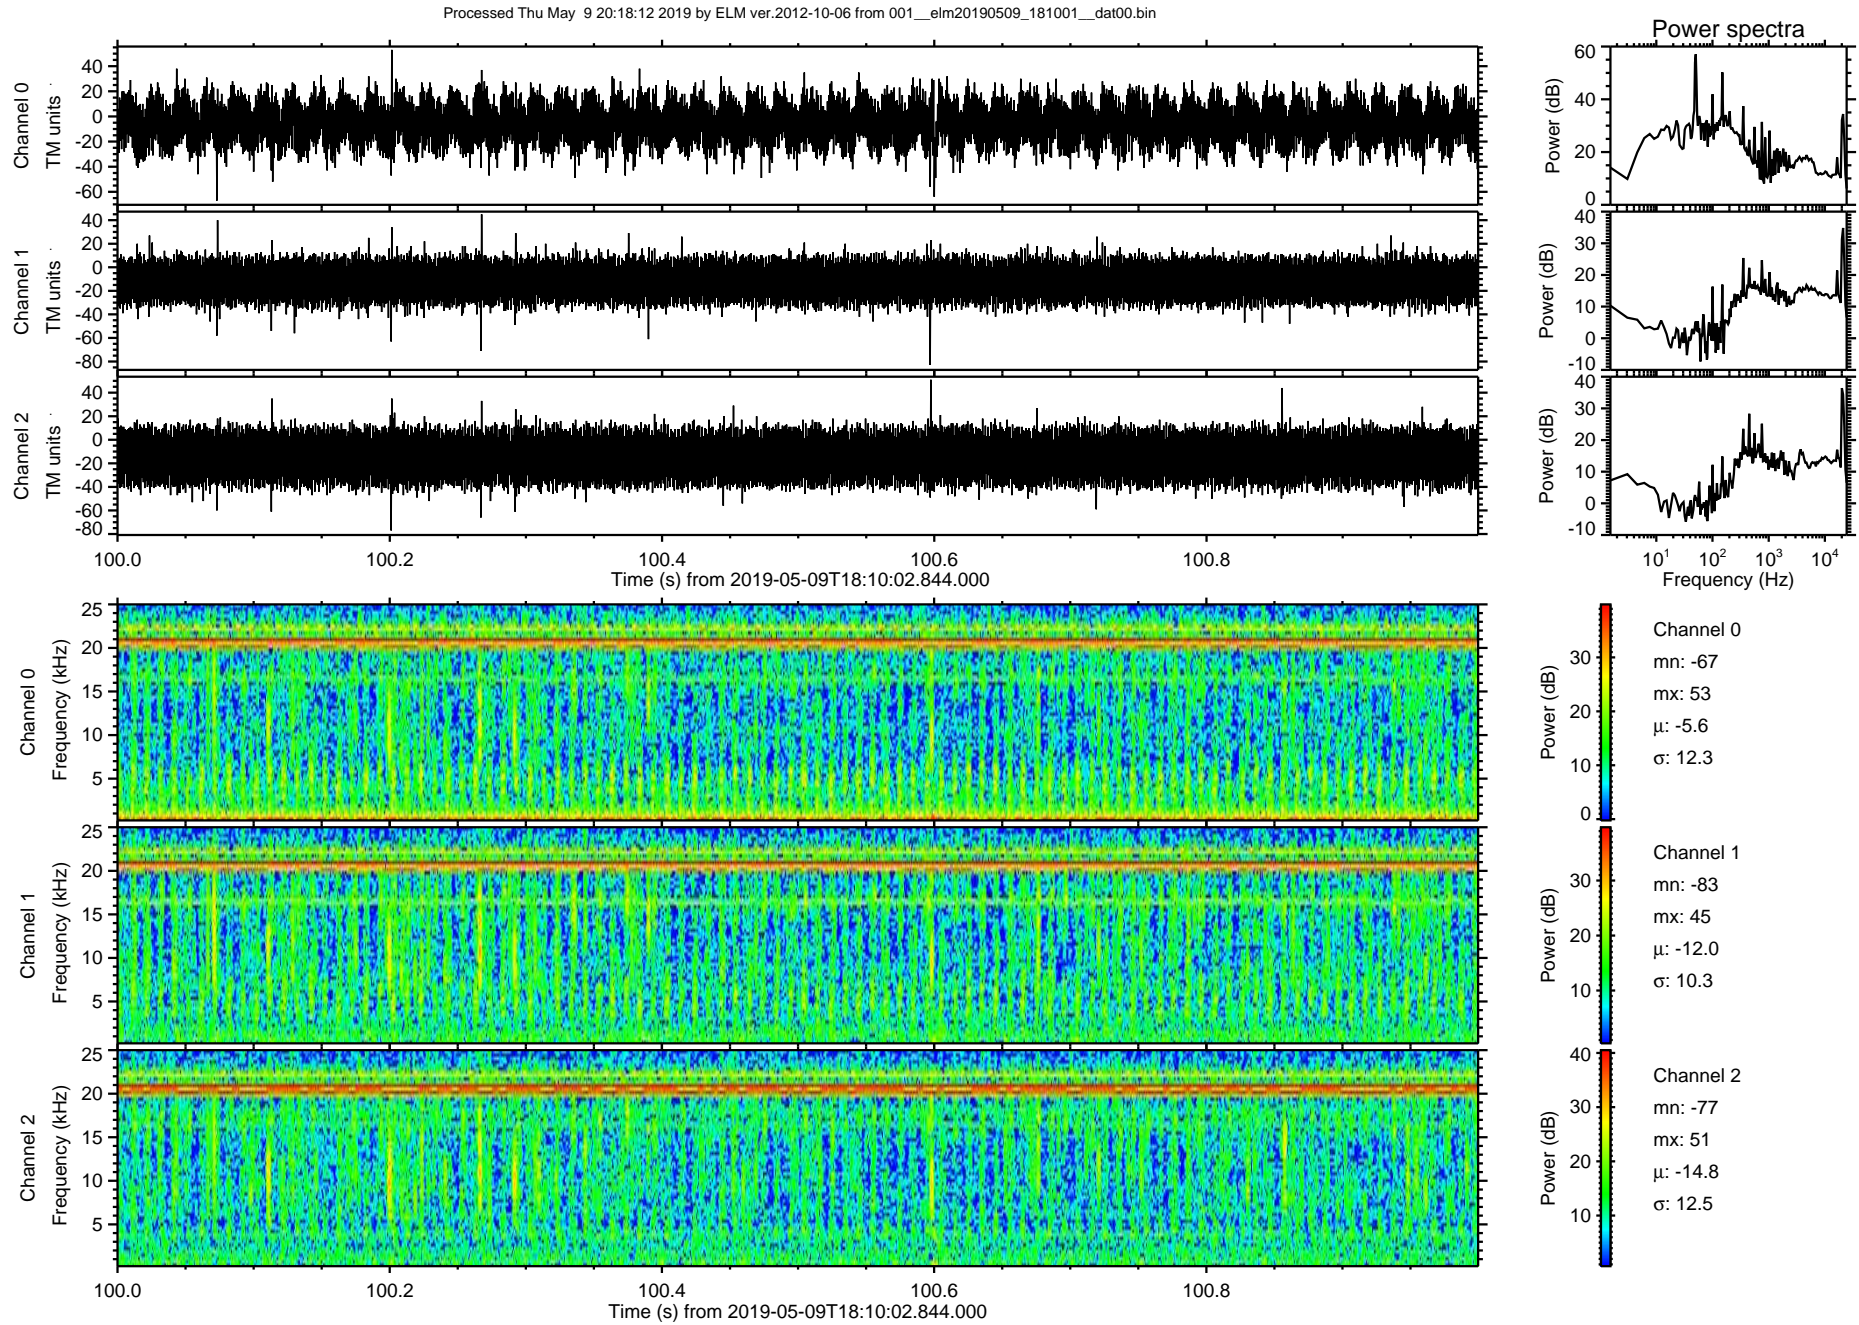 Processed Thu May  9 20:18:12 2019 by ELM ver.2012-10-06 from 001__elm20190509_181001__dat00.bin
Power spectra
Channel 0
TM units
40
20
0
-20
-40
-60
Power (dB)
60
40
20
0
Channel 1
TM units
40
20
0
-20
-40
-60
-80
Power (dB)
40
30
20
10
0
-10
Channel 2
TM units
40
20
0
-20
-40
-60
-80
Power (dB)
40
30
20
10
0
-10
100.0 100.2 100.4 100.6 100.8
Time (s) from 2019-05-09T18:10:02.844.000
10¹ 10² 10³ 10⁴
Frequency (Hz)
Channel 0
Frequency (kHz)
25
20
15
10
5
Power (dB)
30
20
10
0
Channel 0
mn: -67
mx: 53
μ: -5.6
σ: 12.3
Channel 1
Frequency (kHz)
25
20
15
10
5
Power (dB)
30
20
10
Channel 1
mn: -83
mx: 45
μ: -12.0
σ: 10.3
Channel 2
Frequency (kHz)
25
20
15
10
5
Power (dB)
40
30
20
10
Channel 2
mn: -77
mx: 51
μ: -14.8
σ: 12.5
100.0 100.2 100.4 100.6 100.8
Time (s) from 2019-05-09T18:10:02.844.000